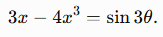 3x − 4x³ = sin 3θ.